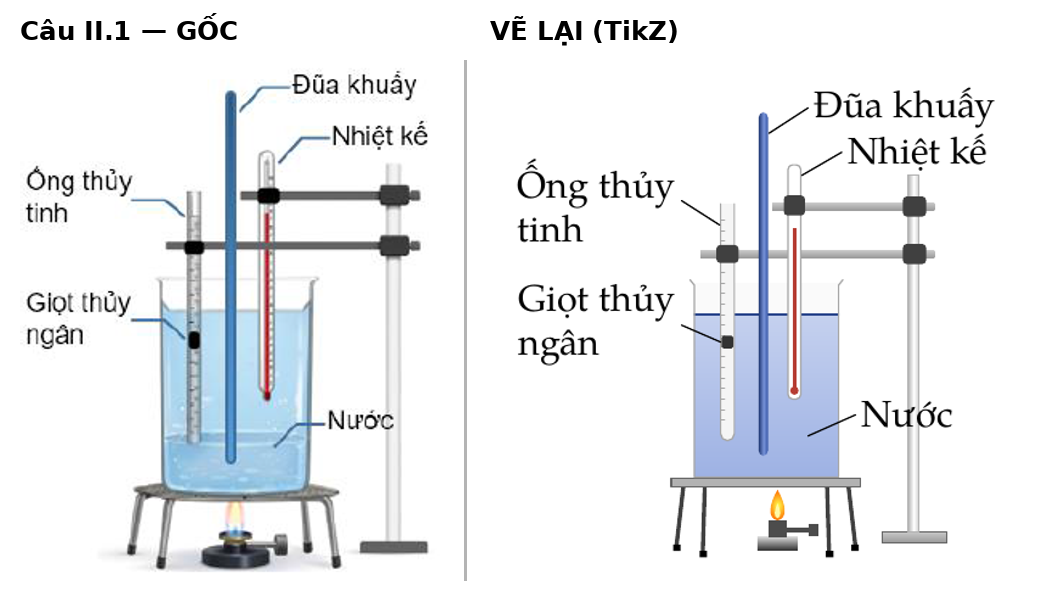 Câu II.1 — GỐC
Đũa khuấy
Nhiệt kế
Ống thủy
tinh
Giọt thủy
ngân
Nước
VẼ LẠI (TikZ)
Đũa khuấy
Nhiệt kế
Ống thủy
tinh
Giọt thủy
ngân
Nước